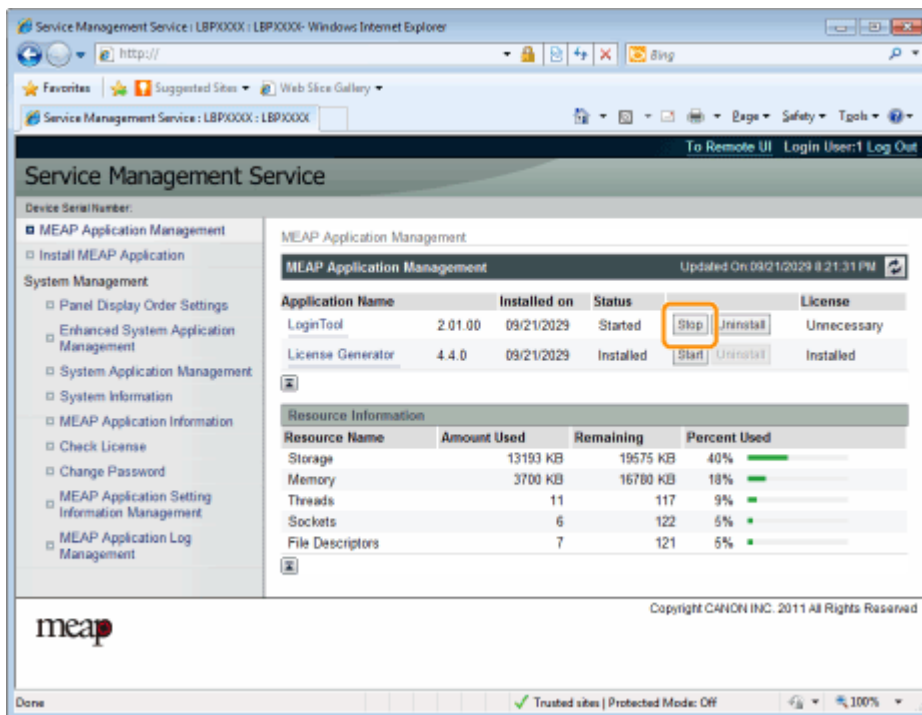 Service Management Service : LBPXXXX : LBPXXXX- Windows Internet Explorer
http://
Bing
Favorites Suggested Sites Web Slice Gallery
Service Management Service : LBPXXXX : LBPXXXX
Page Safety Tools
To Remote UI Login User:1 Log Out
Service Management Service
Device Serial Number:
MEAP Application Management
Install MEAP Application
System Management
Panel Display Order Settings
Enhanced System Application
Management
System Application Management
System Information
MEAP Application Information
Check License
Change Password
MEAP Application Setting
Information Management
MEAP Application Log
Management
MEAP Application Management
MEAP Application Management Updated On:09/21/2029 8:21:31 PM
Application Name Installed on Status License
LoginTool 2.01.00 09/21/2029 Started Stop Uninstall Unnecessary
License Generator 4.4.0 09/21/2029 Installed Start Uninstall Installed
Resource Information
Resource Name Amount Used Remaining Percent Used
Storage 13193 KB 19575 KB 40%
Memory 3700 KB 16780 KB 18%
Threads 11 117 9%
Sockets 6 122 5%
File Descriptors 7 121 6%
Copyright CANON INC. 2011 All Rights Reserved
meap
Done Trusted sites | Protected Mode: Off 100%